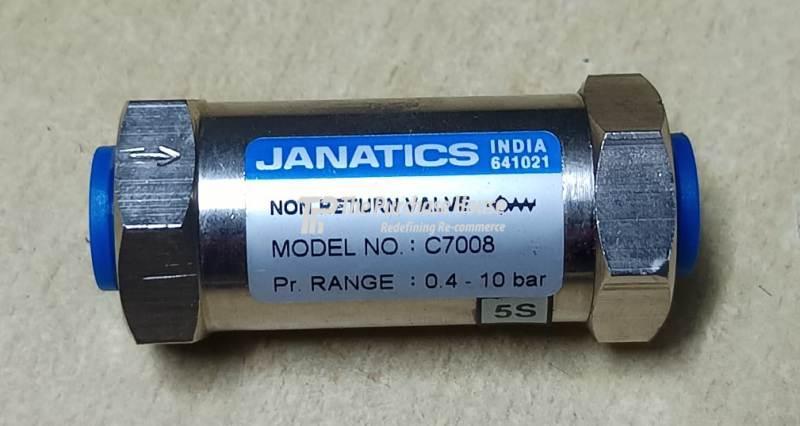 JANATICS
INDIA
641021
NON RETURN VALVE
Redefining Re-commerce
MODEL NO. : C7008
Pr. RANGE : 0.4 - 10 bar
5S